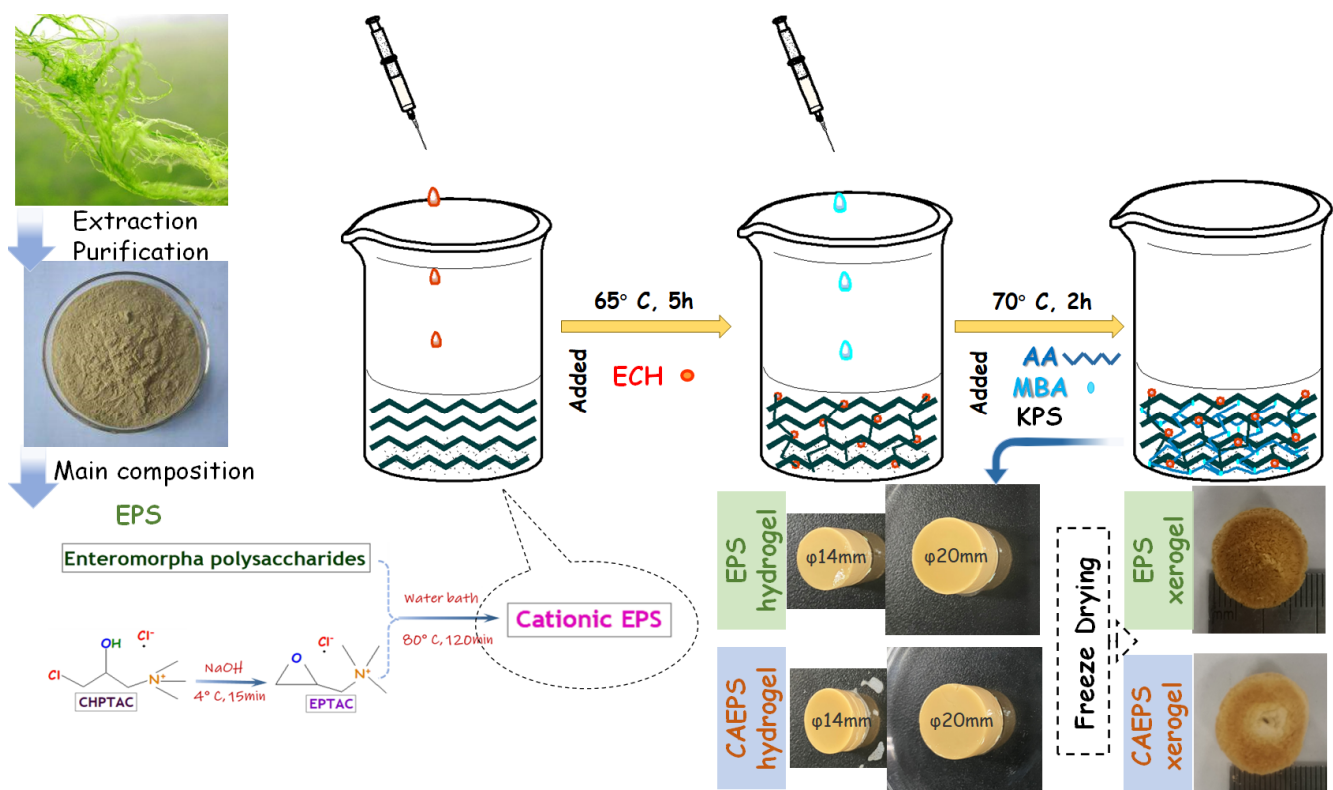 Extraction
Purification
Main composition
EPS
Enteromorpha polysaccharides
OH
Cl⁻
Cl
N⁺
CHPTAC
NaOH
4° C, 15min
O
Cl⁻
N⁺
EPTAC
Water bath
80° C, 120min
Cationic EPS
65° C, 5h
Added
ECH
70° C, 2h
Added
AA
MBA
KPS
EPS
hydrogel
φ14mm
φ20mm
CAEPS
hydrogel
φ14mm
φ20mm
Freeze Drying
EPS
xerogel
mm
CAEPS
xerogel